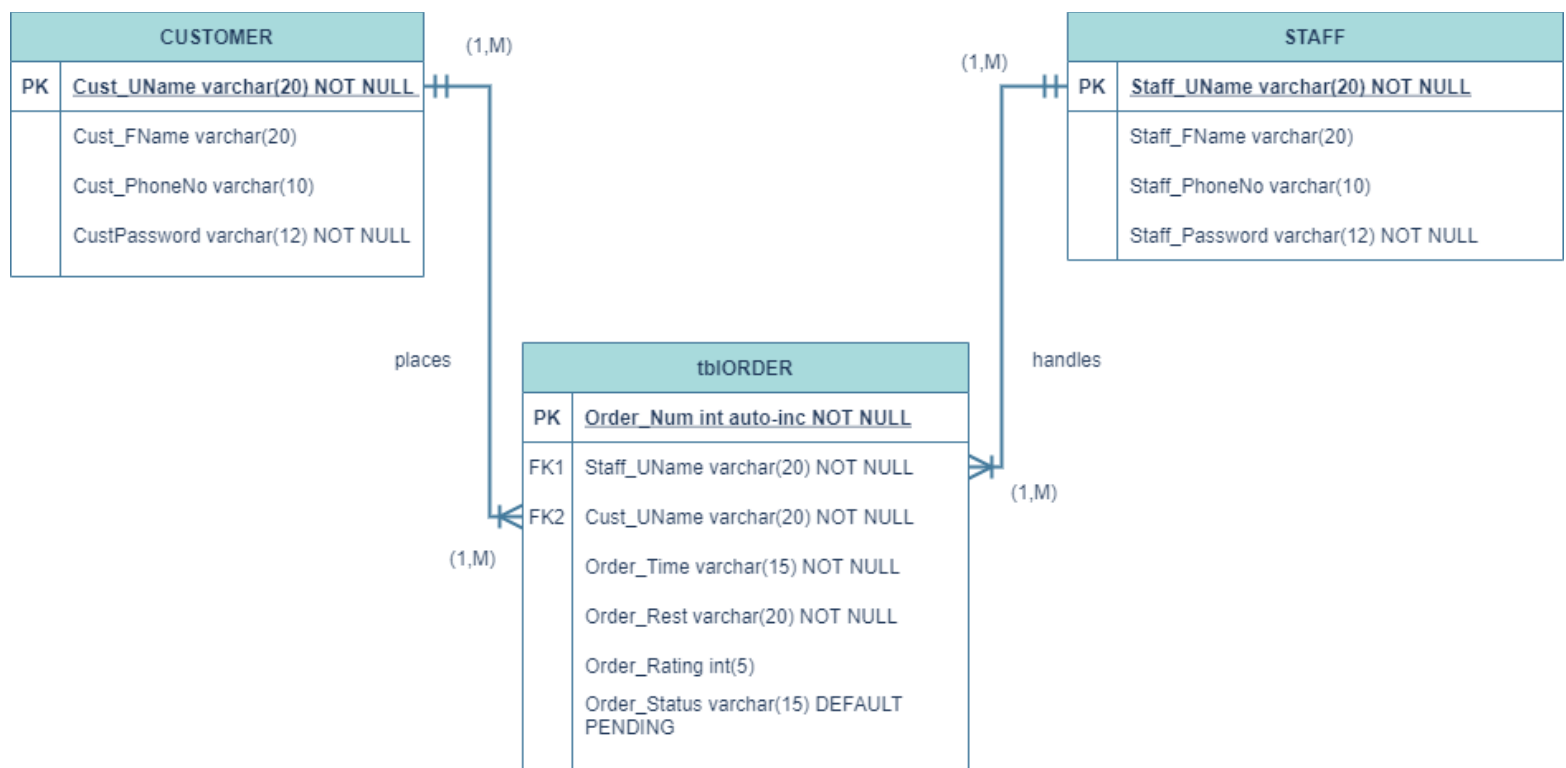 CUSTOMER
PK Cust_UName varchar(20) NOT NULL
Cust_FName varchar(20)
Cust_PhoneNo varchar(10)
CustPassword varchar(12) NOT NULL
(1,M)
(1,M)
STAFF
PK Staff_UName varchar(20) NOT NULL
Staff_FName varchar(20)
Staff_PhoneNo varchar(10)
Staff_Password varchar(12) NOT NULL
places
handles
tblORDER
PK Order_Num int auto-inc NOT NULL
FK1 Staff_UName varchar(20) NOT NULL
FK2 Cust_UName varchar(20) NOT NULL
Order_Time varchar(15) NOT NULL
Order_Rest varchar(20) NOT NULL
Order_Rating int(5)
Order_Status varchar(15) DEFAULT
PENDING
(1,M)
(1,M)